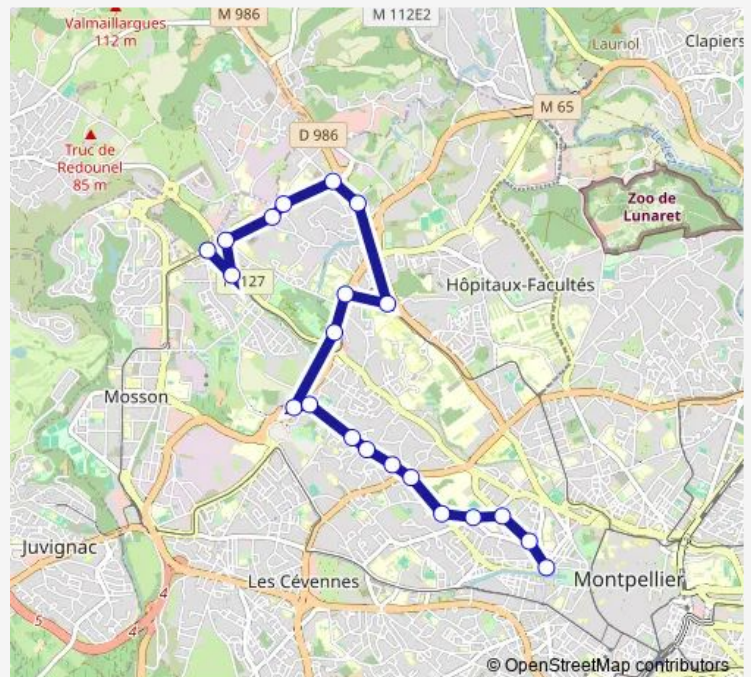 Valmaillargues
112 m
M 986
M 112E2
Lauriol
Clapiers
M 65
D 986
Truc de
Redounel
85 m
Zoo de
Lunaret
127
Hôpitaux-Facultés
Mosson
Juvignac
Les Cévennes
Montpellier
4
5
4
© OpenStreetMap contributors